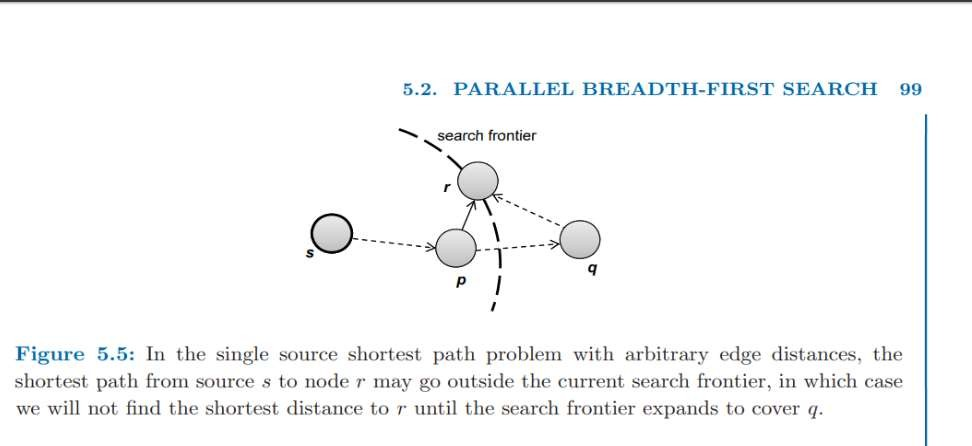 5.2. PARALLEL BREADTH-FIRST SEARCH 99
search frontier
r
s
p
q
Figure 5.5: In the single source shortest path problem with arbitrary edge distances, the
shortest path from source s to node r may go outside the current search frontier, in which case
we will not find the shortest distance to r until the search frontier expands to cover q.